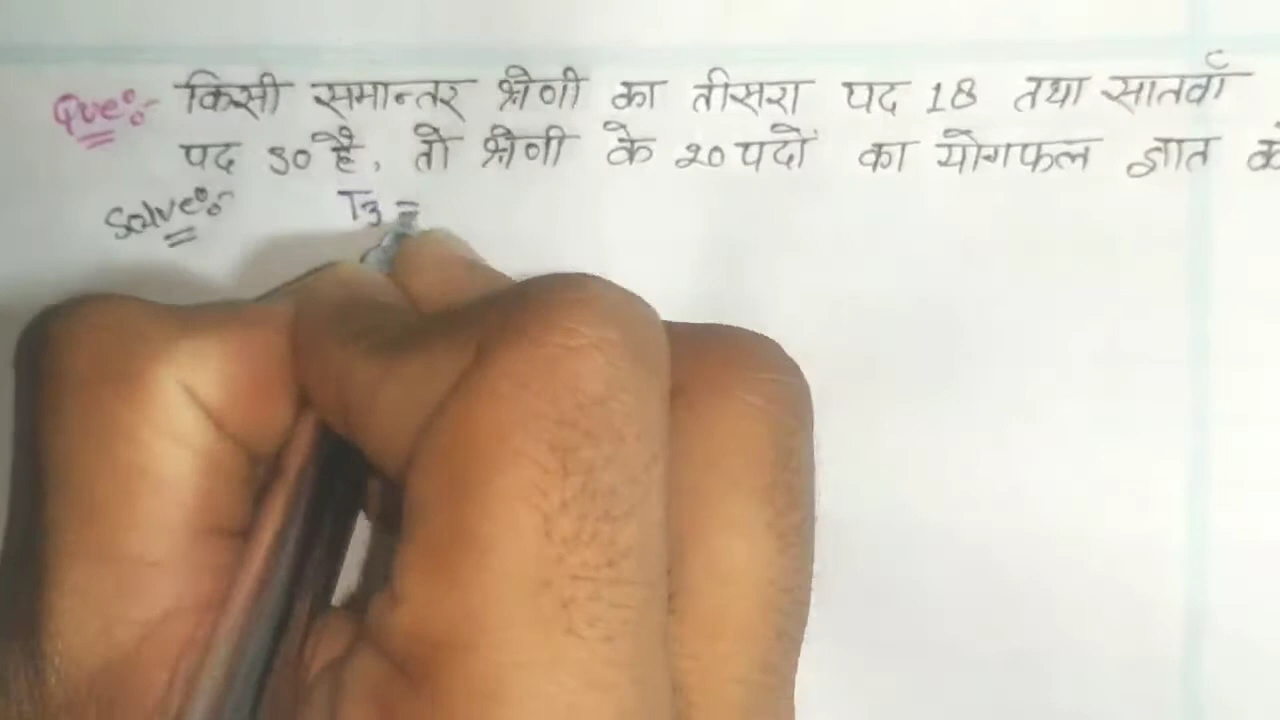 Que:- किसी समान्तर श्रेणी का तीसरा पद 18 तथा सातवाँ
पद 30 है, तो श्रेणी के 20 पदों का योगफल ज्ञात
Solve:-
T3 =